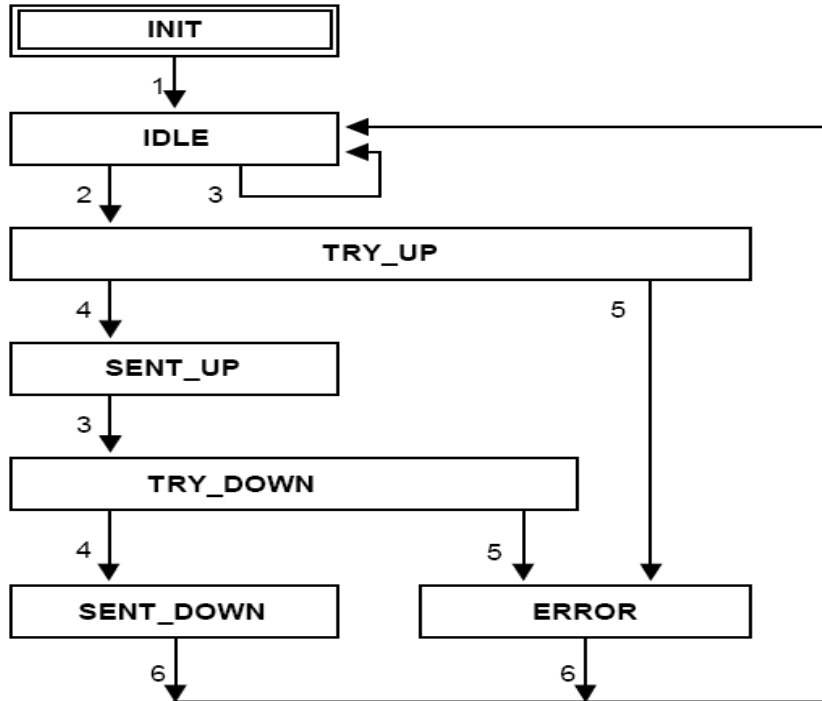 INIT
1
IDLE
2 3
TRY_UP
4 5
SENT_UP
3
TRY_DOWN
4 5
SENT_DOWN ERROR
6 6